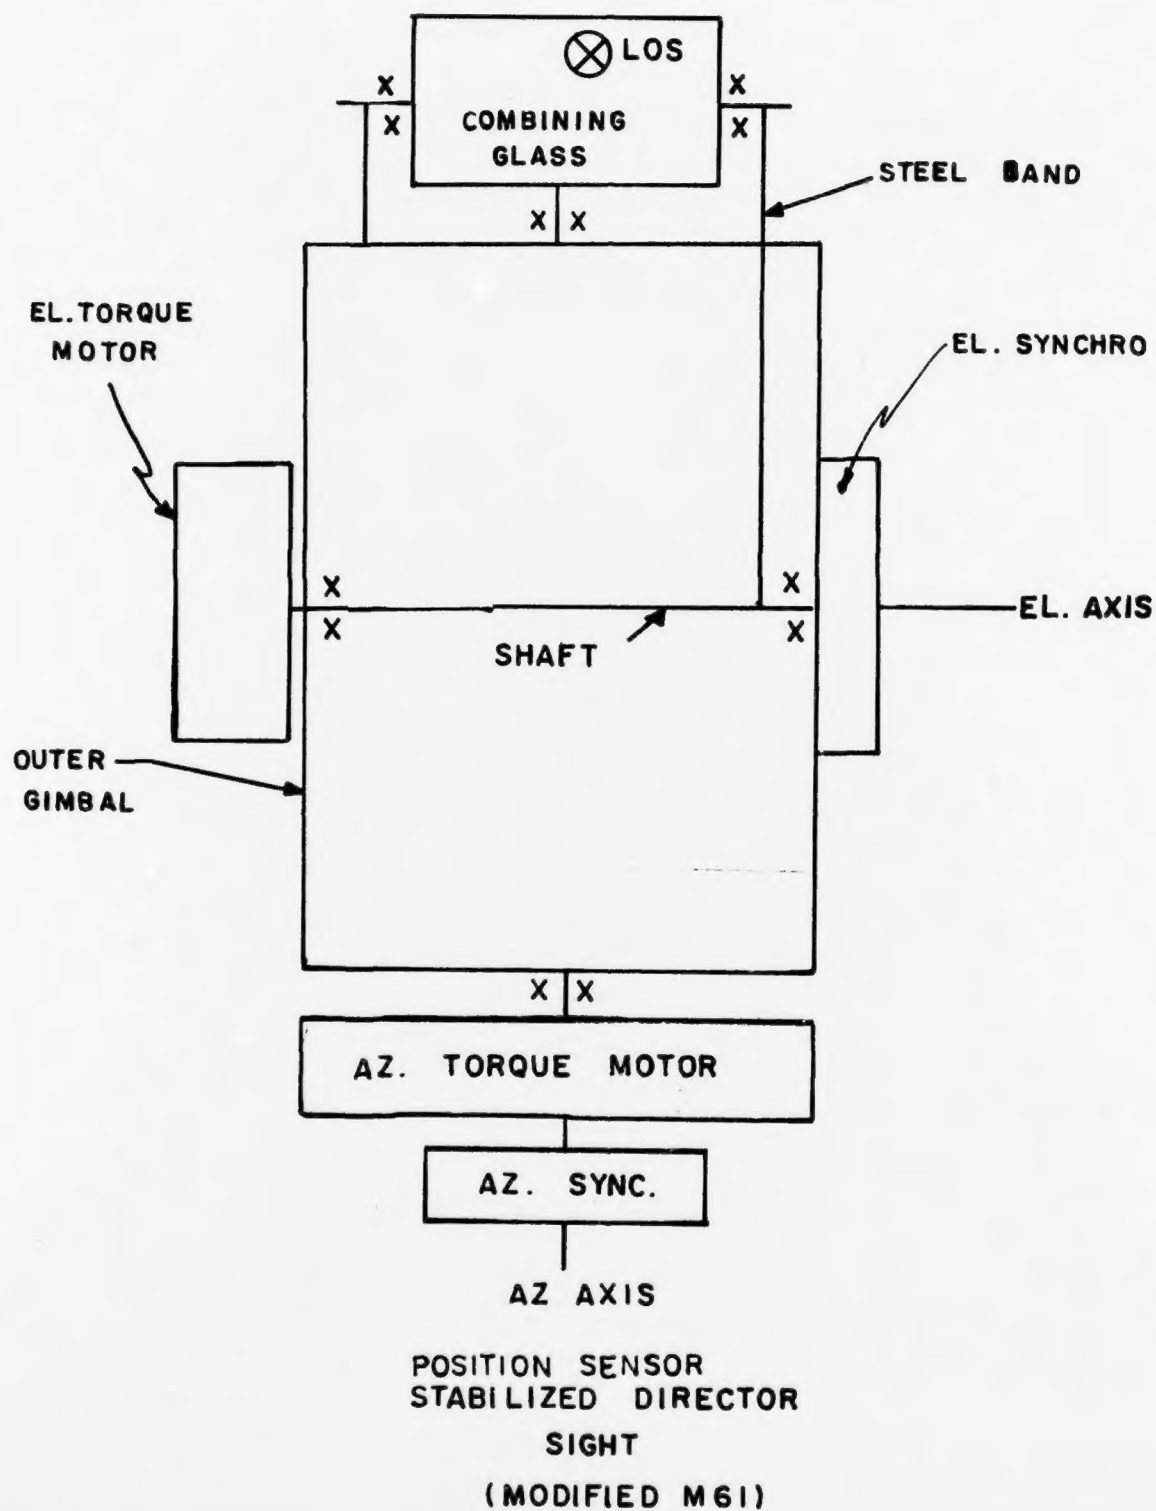 LOS
X X
X X
COMBINING
GLASS
STEEL BAND
X X
EL. TORQUE
MOTOR
EL. SYNCHRO
X X
EL. AXIS
X X
SHAFT
OUTER
GIMBAL
X X
AZ. TORQUE MOTOR
AZ. SYNC.
AZ AXIS
POSITION SENSOR
STABILIZED DIRECTOR
SIGHT
(MODIFIED M61)